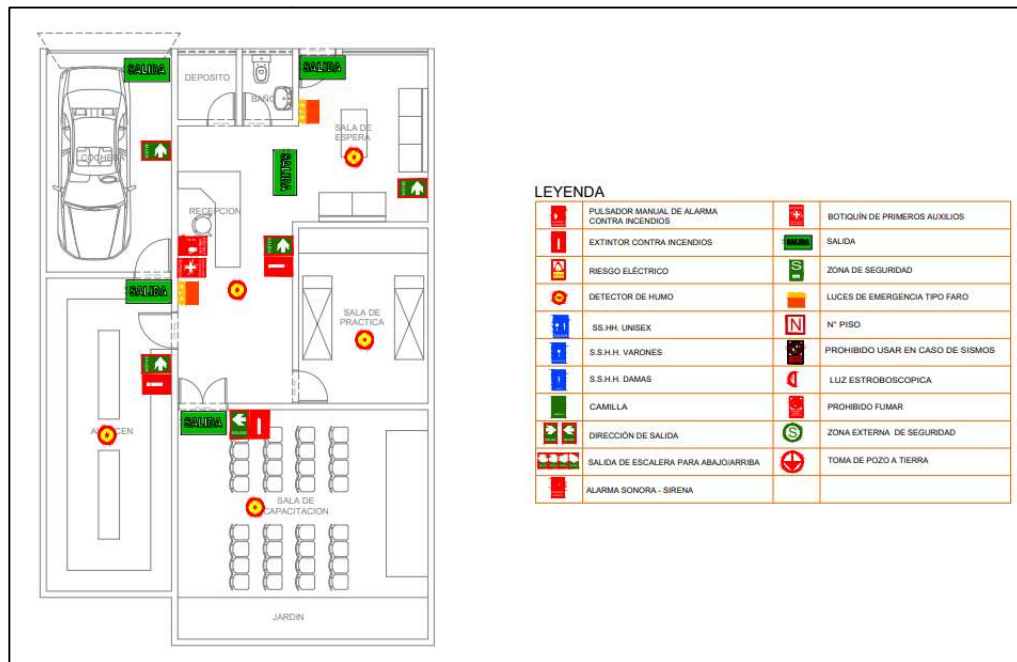 SALIDA
SALIDA
DEPOSITO
BAÑO
SALA DE
ESPERA
COCHERA
SALIDA
RECEPCION
SALIDA
SALA DE
PRACTICA
SALIDA
ALMACEN
SALA DE
CAPACITACION
JARDIN
LEYENDA
PULSADOR MANUAL DE ALARMA
CONTRA INCENDIOS
BOTIQUÍN DE PRIMEROS AUXILIOS
EXTINTOR CONTRA INCENDIOS
SALIDA
SALIDA
RIESGO ELÉCTRICO
S
ZONA DE SEGURIDAD
DETECTOR DE HUMO
LUCES DE EMERGENCIA TIPO FARO
SS.HH. UNISEX
N
N° PISO
S.S.H.H. VARONES
PROHIBIDO USAR EN CASO DE SISMOS
S.S.H.H. DAMAS
LUZ ESTROBOSCOPICA
CAMILLA
PROHIBIDO FUMAR
DIRECCIÓN DE SALIDA
S
ZONA EXTERNA DE SEGURIDAD
SALIDA DE ESCALERA PARA ABAJO/ARRIBA
TOMA DE POZO A TIERRA
ALARMA SONORA - SIRENA